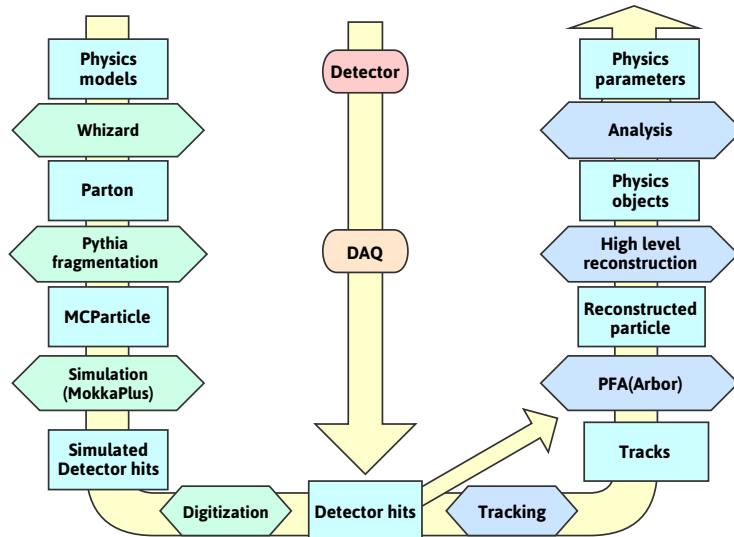 Physics
models
Whizard
Parton
Pythia
fragmentation
MCParticle
Simulation
(MokkaPlus)
Simulated
Detector hits
Digitization
Detector
DAQ
Detector hits
Tracking
Tracks
PFA(Arbor)
Reconstructed
particle
High level
reconstruction
Physics
objects
Analysis
Physics
parameters